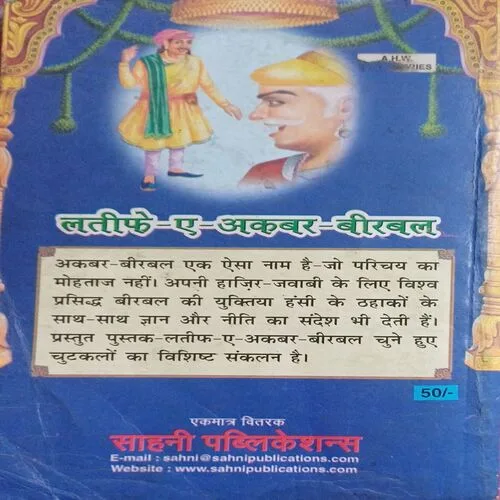 A.H.W.
RIES
लतीफे-ए-अकबर-बीरबल
अकबर-बीरबल एक ऐसा नाम है-जो परिचय का
मोहताज नहीं। अपनी हाज़िर-जवाबी के लिए विश्व
प्रसिद्ध बीरबल की युक्तिया हंसी के ठहाकों के
साथ-साथ ज्ञान और नीति का संदेश भी देती हैं।
प्रस्तुत पुस्तक-लतीफ-ए-अकबर-बीरबल चुने हुए
चुटकलों का विशिष्ट संकलन है।
50/-
एकमात्र वितरक
साहनी पब्लिकेशन्स
E-mail : sahni@sahnipublications.com
Website : www.sahnipublications.com